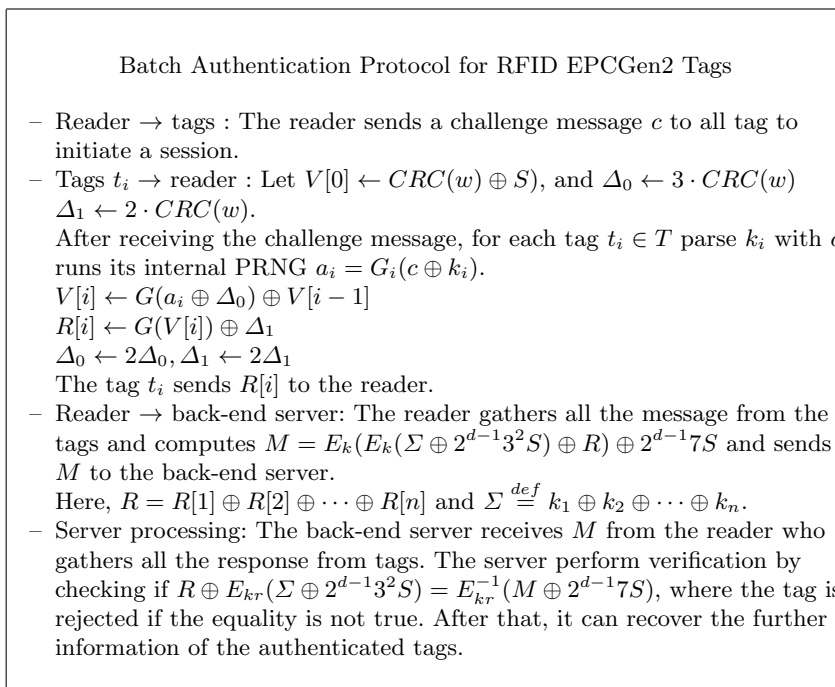 Batch Authentication Protocol for RFID EPCGen2 Tags
– Reader → tags : The reader sends a challenge message c to all tag to
initiate a session.
– Tags t_i → reader : Let V[0] ← CRC(w) ⊕ S), and Δ_0 ← 3 · CRC(w)
Δ_1 ← 2 · CRC(w).
After receiving the challenge message, for each tag t_i ∈ T parse k_i with
runs its internal PRNG a_i = G_i(c ⊕ k_i).
V[i] ← G(a_i ⊕ Δ_0) ⊕ V[i − 1]
R[i] ← G(V[i]) ⊕ Δ_1
Δ_0 ← 2Δ_0, Δ_1 ← 2Δ_1
The tag t_i sends R[i] to the reader.
– Reader → back-end server: The reader gathers all the message from the
tags and computes M = E_k(E_k(Σ ⊕ 2^{d−1}3^2S) ⊕ R) ⊕ 2^{d−1}7S and sends
M to the back-end server.
Here, R = R[1] ⊕ R[2] ⊕ · · · ⊕ R[n] and Σ \overset{def}{=} k_1 ⊕ k_2 ⊕ · · · ⊕ k_n.
– Server processing: The back-end server receives M from the reader who
gathers all the response from tags. The server perform verification by
checking if R ⊕ E_{kr}(Σ ⊕ 2^{d−1}3^2S) = E_{kr}^{−1}(M ⊕ 2^{d−1}7S), where the tag is
rejected if the equality is not true. After that, it can recover the further
information of the authenticated tags.